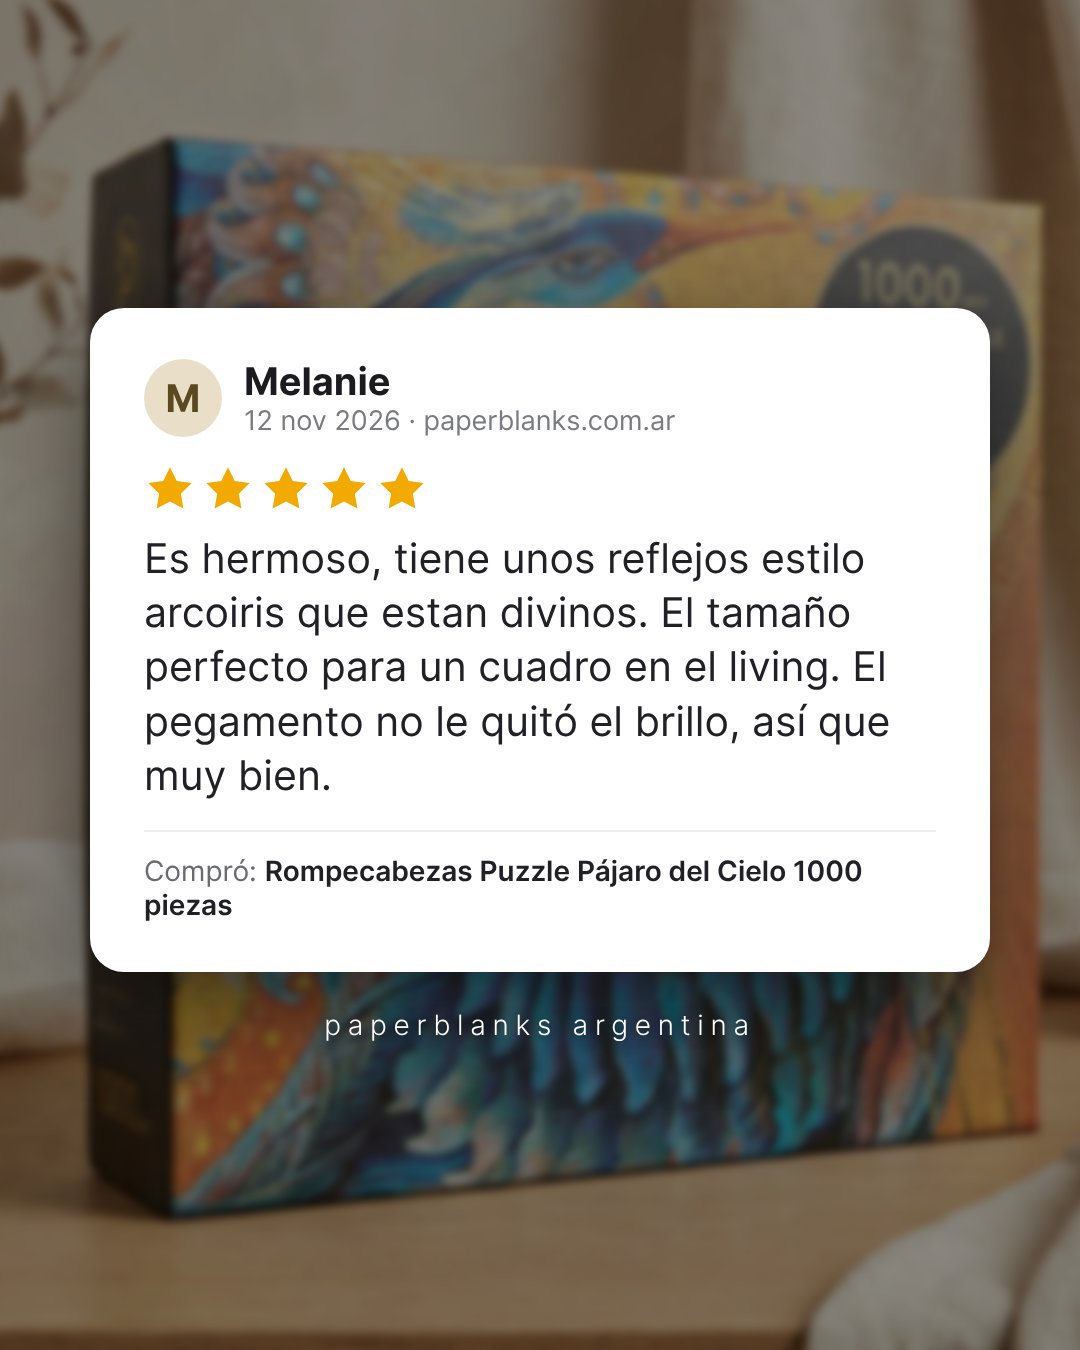 1000
M
Melanie
12 nov 2026 · paperblanks.com.ar
Es hermoso, tiene unos reflejos estilo
arcoiris que estan divinos. El tamaño
perfecto para un cuadro en el living. El
pegamento no le quitó el brillo, así que
muy bien.
Compró: Rompecabezas Puzzle Pájaro del Cielo 1000
piezas
paperblanks argentina